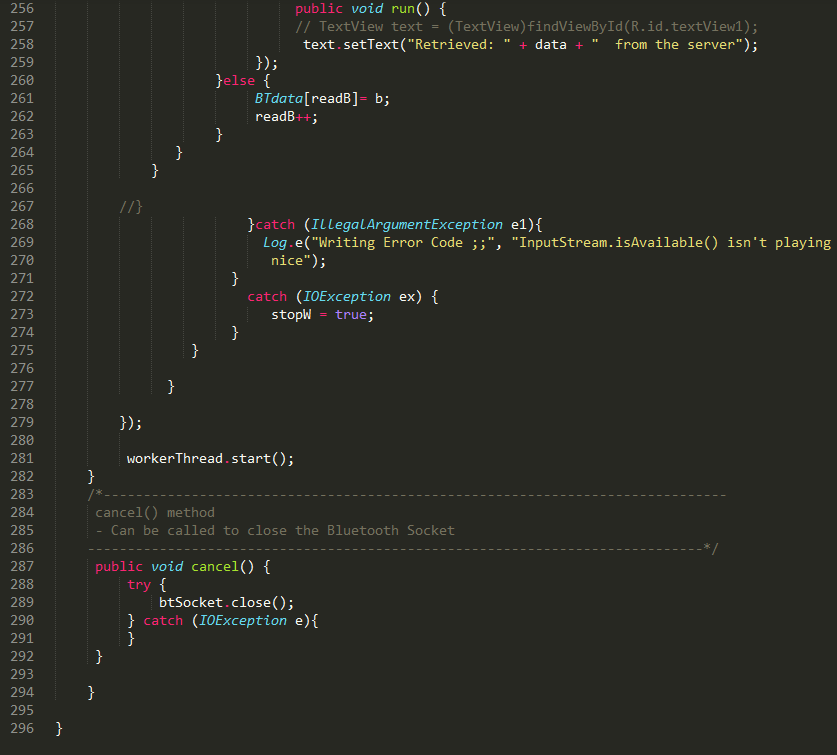 256 public void run() {
257 // TextView text = (TextView)findViewById(R.id.textView1);
258 text.setText("Retrieved: " + data + "  from the server");
259 });
260 }else {
261 BTdata[readB]= b;
262 readB++;
263 }
264 }
265 }
266
267 //}
268 }catch (IllegalArgumentException e1){
269 Log.e("Writing Error Code ;;", "InputStream.isAvailable() isn't playing
270 nice");
271 }
272 catch (IOException ex) {
273 stopW = true;
274 }
275 }
276
277 }
278
279 });
280
281 workerThread.start();
282 }
283 /*------------------------------------------------------------------------------
284 cancel() method
285 - Can be called to close the Bluetooth Socket
286 -----------------------------------------------------------------------------*/
287 public void cancel() {
288 try {
289 btSocket.close();
290 } catch (IOException e){
291 }
292 }
293
294 }
295
296 }